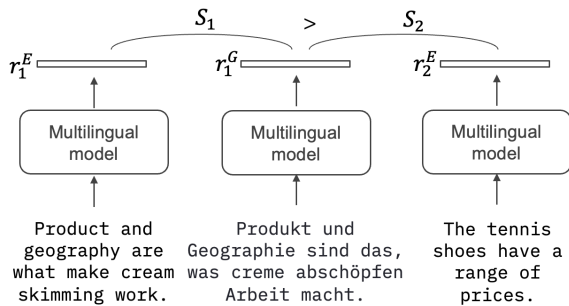 S₁ > S₂
r₁ᴱ r₁ᴳ r₂ᴱ
Multilingual model Multilingual model Multilingual model
Product and
geography are
what make cream
skimming work.
Produkt und
Geographie sind das,
was creme abschöpfen
Arbeit macht.
The tennis
shoes have a
range of
prices.